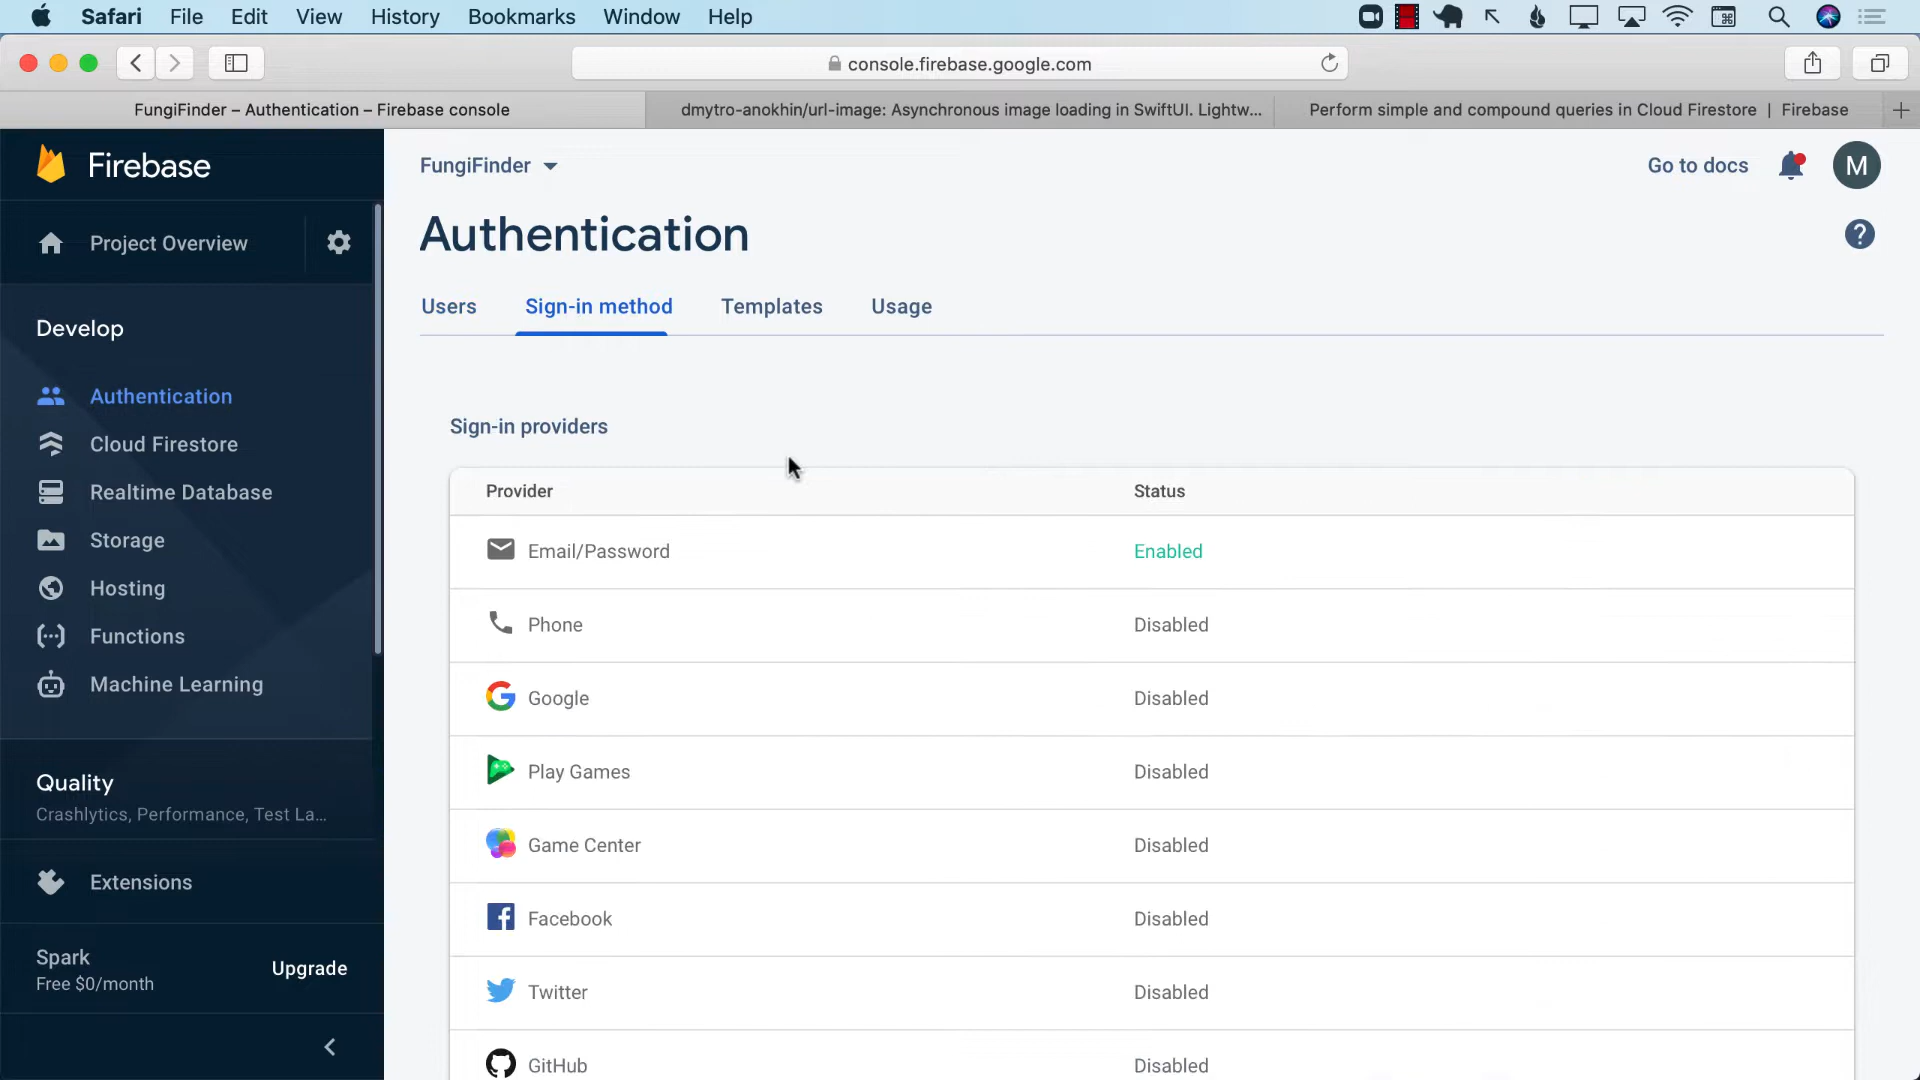 Safari File Edit View History Bookmarks Window Help
console.firebase.google.com
FungiFinder – Authentication – Firebase console
dmytro-anokhin/url-image: Asynchronous image loading in SwiftUI. Lightw...
Perform simple and compound queries in Cloud Firestore | Firebase
Firebase
FungiFinder
Go to docs
M
Project Overview
Authentication
?
Users Sign-in method Templates Usage
Develop
Authentication
Cloud Firestore
Realtime Database
Storage
Hosting
Functions
Machine Learning
Quality
Crashlytics, Performance, Test La...
Extensions
Spark
Free $0/month
Upgrade
Sign-in providers
Provider Status
Email/Password Enabled
Phone Disabled
Google Disabled
Play Games Disabled
Game Center Disabled
Facebook Disabled
Twitter Disabled
GitHub Disabled